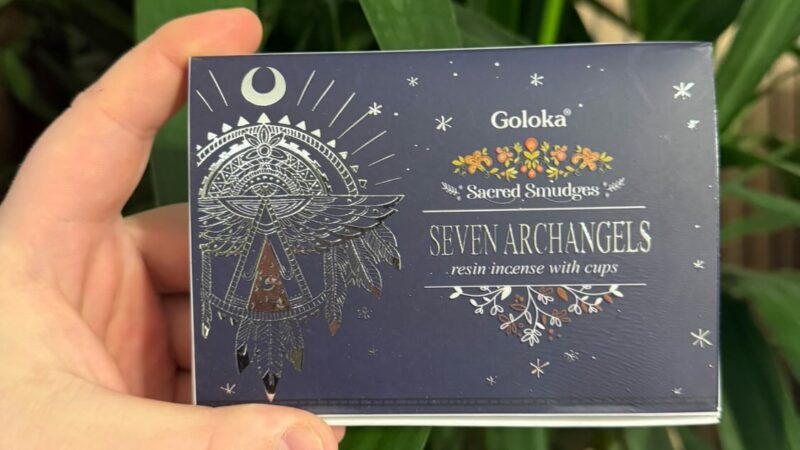 Goloka®
Sacred Smudges
SEVEN ARCHANGELS
resin incense with cups